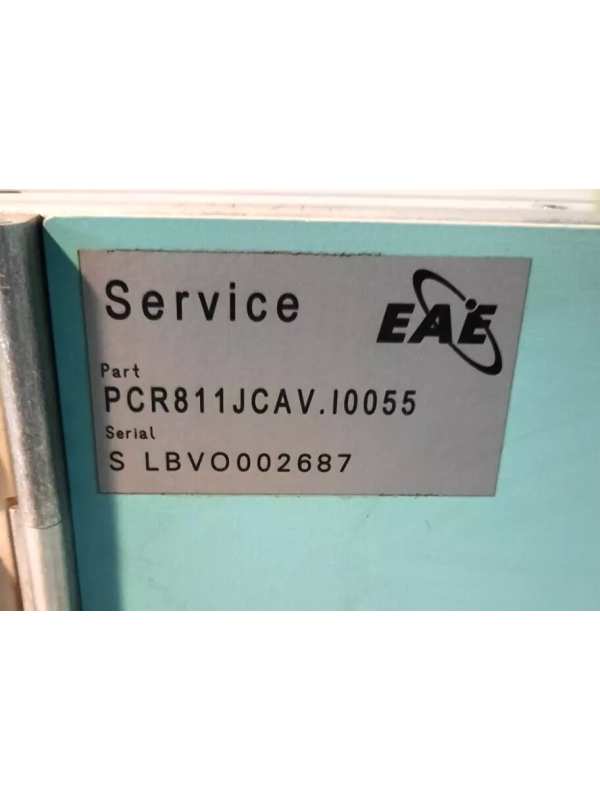 Service
EAE
Part
PCR811JCAV.I0055
Serial
S LBVO002687